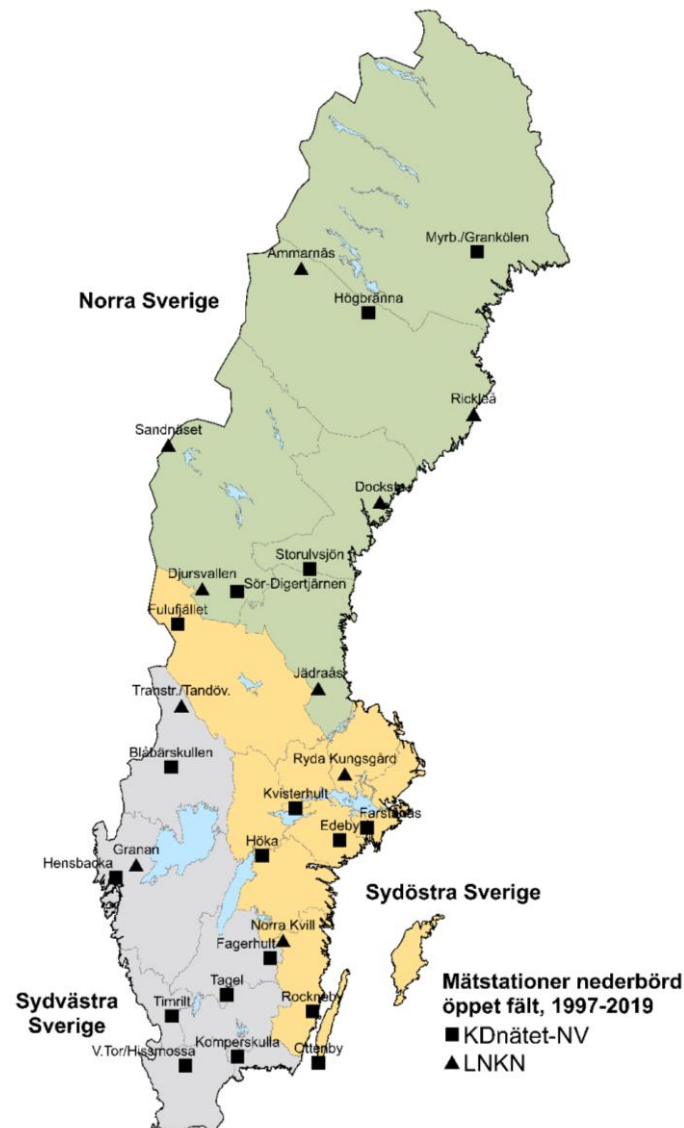 Myrb./Grankölen
Ammarnäs
Norra Sverige
Högbränna
Rickleå
Sandnäset
Docksta
Storulvsjön
Djursvallen
Sör-Digertjärnen
Fulufjället
Jädraås
Transtr./Tandöv.
Blåbärskullen
Ryda Kungsgård
Kvisterhult
Farstanäs
Edeby
Höka
Granan
Hensbacka
Sydöstra Sverige
Norra Kvill
Fagerhult
Tagel
Sydvästra
Sverige
Timrilt
Rockneby
Mätstationer nederbörd
öppet fält, 1997-2019
KDnätet-NV
LNKN
Komperskulla
V.Tor/Hissmossa
Ottenby